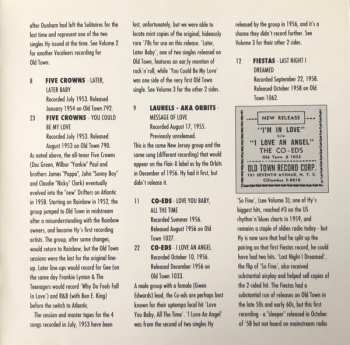 after Dunham had left the Solitaires for the
last time and represent one of the two
singles Hy issued at the time. See Volume 2
for another Vocaleers recording for
Old Town.
8 FIVE CROWNS - LATER,
LATER BABY
Recorded July 1953. Released
January 1954 on Old Town 792.
23 FIVE CROWNS - YOU COULD
BE MY LOVE
Recorded July 1953. Released
August 1953 on Old Town 790.
As noted above, the all-tenor Five Crowns
(Doc Green, Wilbur 'Yonkie' Paul and
brothers James "Poppa", John "Sonny Boy"
and Claudie 'Nicky' Clark) eventually
evolved into the 'new' Drifters on Atlantic
in 1958. Starting on Rainbow in 1952, the
group jumped to Old Town in midstream
after a misunderstanding with the Rainbow
owners, and became Hy's first recording
artists. The group, after some changes,
would return to Rainbow, but the Old Town
sessions were the last for the original line-
up. Later line-ups would record for Gee (on
the same day Frankie Lymon & The
Teenagers would record 'Why Do Fools Fall
In Love') and R&B (with Ben E. King)
before the switch to Atlantic.
The session and master tapes for the 4
songs recorded in July, 1953 have been
lost, unfortunately, but we were able to
locate mint copies of the original, hideously
rare '78s for use on this release. 'Later,
Later Baby', one of two singles released on
Old Town, features an early mention of
rock'n'roll, while 'You Could Be My Love'
was one side of the very first Old Town
single. See Volume 3 for the other 2 sides.
9 LAURELS - AKA ORBITS -
MESSAGE OF LOVE
Recorded August 17, 1955.
Previously unreleased.
This is the same New Jersey group and the
same song (different recording) that would
appear on the Flair-X label as by the Orbits
in December of 1956. Hy had it first, but
didn't release it.
11 CO-EDS - LOVE YOU BABY,
ALL THE TIME
Recorded Summer 1956.
Released August 1956 on Old
Town 1027.
22 CO-EDS - I LOVE AN ANGEL
Recorded October 10, 1956.
Released December 1956 on
Old Town 1033.
A male group with a female (Gwen
Edwards) lead, the Co-eds are perhaps best
known for their uptempo local hit 'Love
You Baby, All The Time'. 'I Love An Angel'
was from the second of two singles Hy
released by the group in 1956, and it's a
shame they didn't record further. See
Volume 3 for their other 2 sides.
12 FIESTAS - LAST NIGHT I
DREAMED
Recorded September 22, 1958.
Released October 1958 on Old
Town 1062.
NEW RELEASE
"I'M IN LOVE"
"I LOVE AN ANGEL"
THE CO-EDS
Old Town 1033
OLD TOWN RECORD CORP.
'So Fine', (see Volume 3), one of Hy's
biggest hits, reached #3 on the US
rhythm'n'blues charts in 1959, and
remains a staple of oldies radio today - but
Hy is now sure that had he split up the
pairing on that first Fiestas record, he could
have had two hits. 'Last Night I Dreamed',
the flip of 'So Fine', also received
substantial airplay and helped sell copies of
the 2-sided hit. The Fiestas had a
substantial run of releases on Old Town in
the late 50s and early 60s, but this first
recording - a 'sleeper' recorded in October
of '58 but not heard on mainstream radio